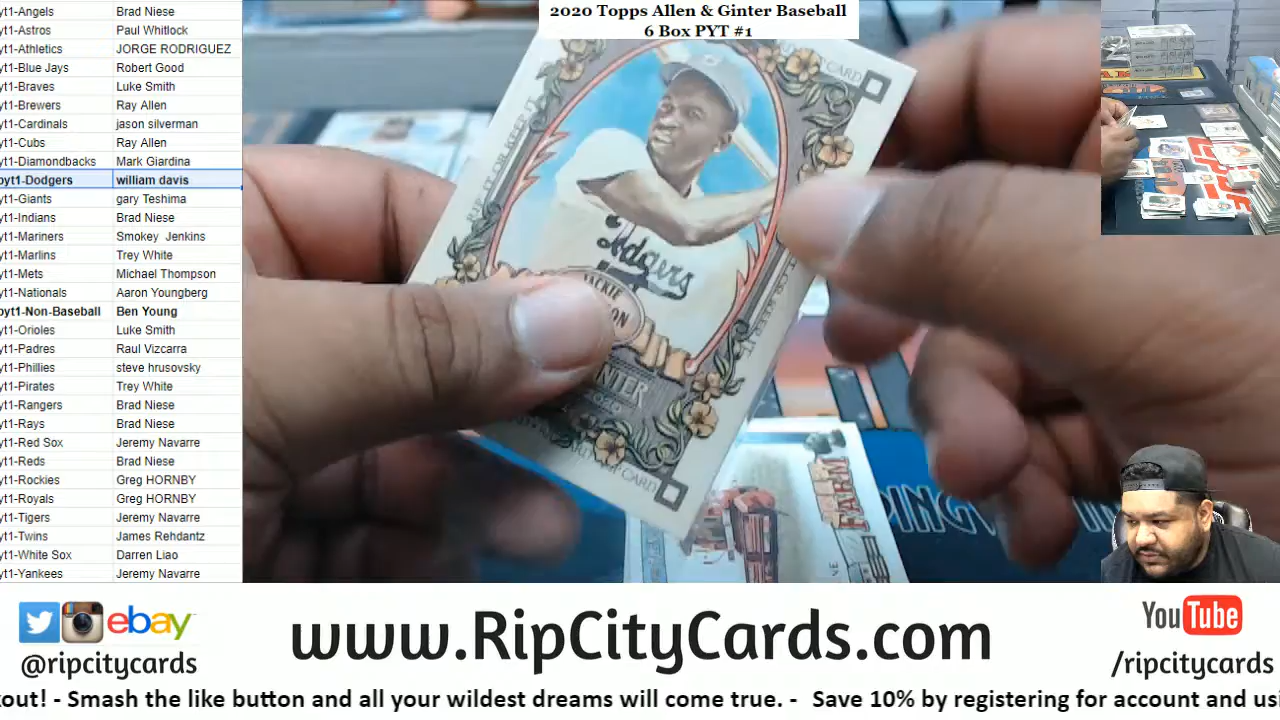 2020 Topps Allen & Ginter Baseball
6 Box PYT #1
yt1-Angels Brad Niese
yt1-Astros Paul Whitlock
yt1-Athletics JORGE RODRIGUEZ
yt1-Blue Jays Robert Good
yt1-Braves Luke Smith
yt1-Brewers Ray Allen
yt1-Cardinals jason silverman
yt1-Cubs Ray Allen
yt1-Diamondbacks Mark Giardina
pyt1-Dodgers william davis
yt1-Giants gary Teshima
yt1-Indians Brad Niese
yt1-Mariners Smokey Jenkins
yt1-Marlins Trey White
yt1-Mets Michael Thompson
yt1-Nationals Aaron Youngberg
pyt1-Non-Baseball Ben Young
yt1-Orioles Luke Smith
yt1-Padres Raul Vizcarra
yt1-Phillies steve hrusovsky
yt1-Pirates Trey White
yt1-Rangers Brad Niese
yt1-Rays Brad Niese
yt1-Red Sox Jeremy Navarre
yt1-Reds Brad Niese
yt1-Rockies Greg HORNBY
yt1-Royals Greg HORNBY
yt1-Tigers Jeremy Navarre
yt1-Twins James Rehdantz
yt1-White Sox Darren Liao
yt1-Yankees Jeremy Navarre
CARD
Dodgers
JACKIE
CARD
FARM
ebay
@ripcitycards
www.RipCityCards.com
YouTube
/ripcitycards
kout! - Smash the like button and all your wildest dreams will come true. - Save 10% by registering for account and usi